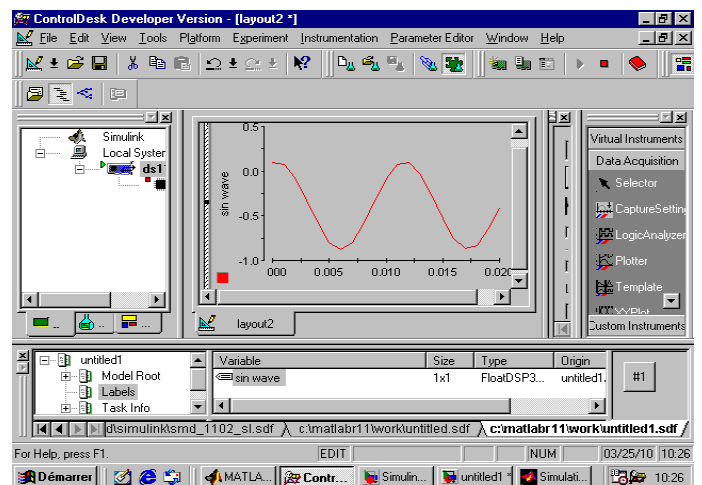 ControlDesk Developer Version - [layout2 *]
File Edit View Tools Platform Experiment Instrumentation Parameter Editor Window Help
Simulink
Local System
ds1
0.5
0.0
-0.5
-1.0
sin wave
000 0.005 0.010 0.015 0.020
layout2
Virtual Instruments
Data Acquisition
Selector
CaptureSettin
LogicAnalyzer
Plotter
Template
XYPlot
Custom Instruments
untitled1
Model Root
Labels
Task Info
Variable Size Type Origin
sin wave 1x1 FloatDSP3... untitled1.
#1
d\simulink\smd_1102_sl.sdf c:\matlabr11\work\untitled.sdf c:\matlabr11\work\untitled1.sdf
For Help, press F1. EDIT NUM 03/25/10 10:26
Démarrer MATLA... Contr... Simulin... untitled1 * Simulati... 10:26